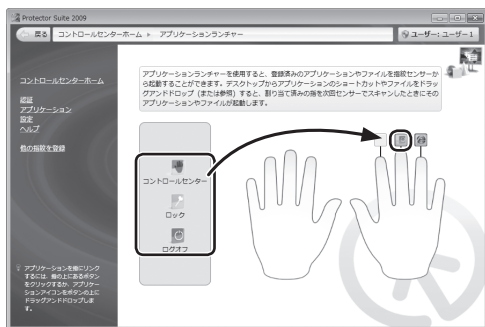 Protector Suite 2009
戻る
コントロールセンターホーム ▶ アプリケーションランチャー
ユーザー: ユーザー1
コントロールセンターホーム
認証
アプリケーション
設定
ヘルプ
他の指紋を登録
アプリケーションランチャーを使用すると、登録済みのアプリケーションやファイルを指紋センサーか
ら起動することができます。デスクトップからアプリケーションのショートカットやファイルをドラッ
グアンドドロップ（または参照）すると、割り当て済みの指を次回センサーでスキャンしたときにその
アプリケーションやファイルが起動します。
コントロールセンター
ロック
ログオフ
アプリケーションを指にリンク
するには、指の上にあるボタン
をクリックするか、アプリケー
ションアイコンをボタンの上に
ドラッグアンドドロップしま
す。